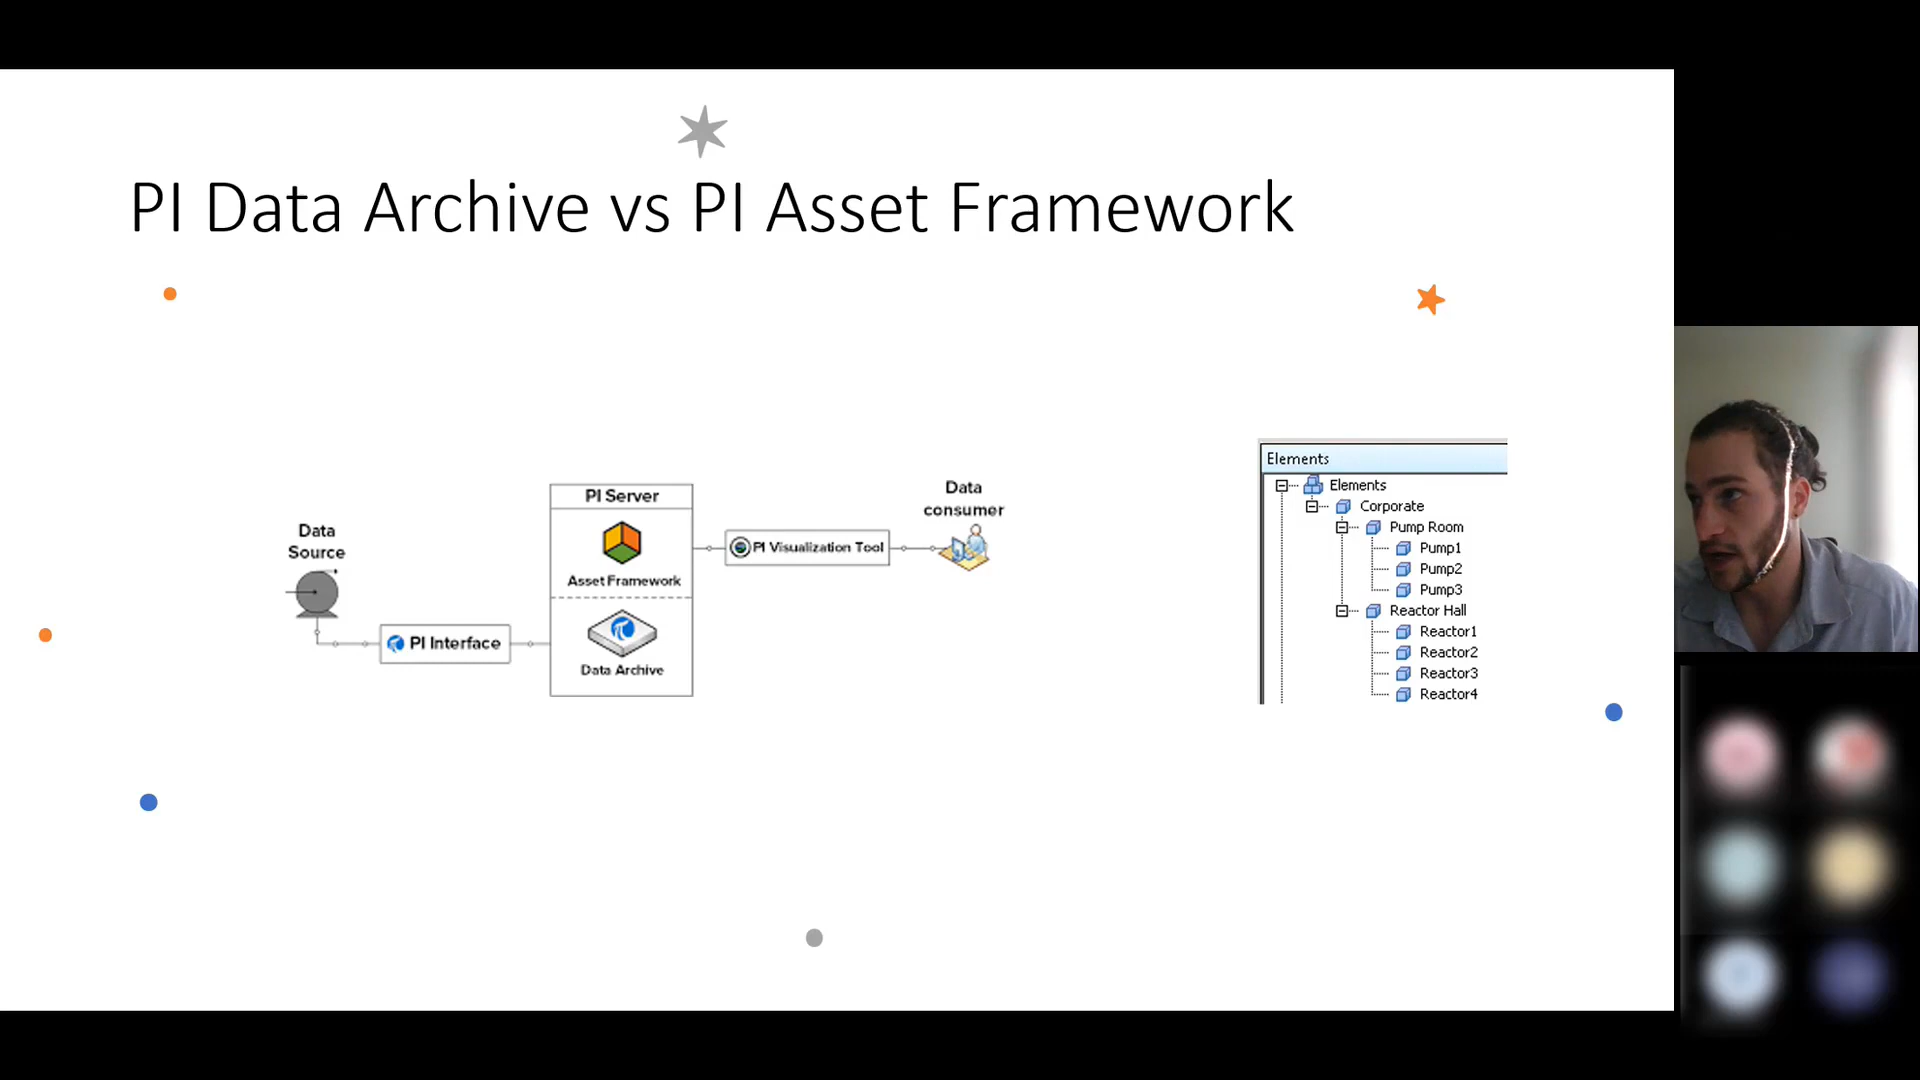 PI Data Archive vs PI Asset Framework
Data
Source
PI Interface
PI Server
Asset Framework
Data Archive
PI Visualization Tool
Data
consumer
Elements
Elements
Corporate
Pump Room
Pump1
Pump2
Pump3
Reactor Hall
Reactor1
Reactor2
Reactor3
Reactor4